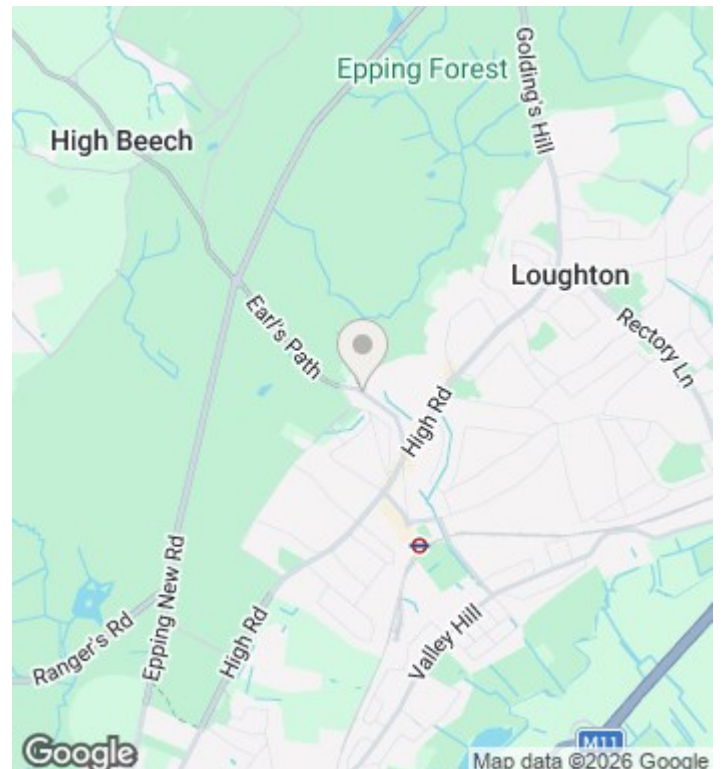 Epping Forest
Golding's Hill
High Beech
Loughton
Rectory Ln
Earl's Path
High Rd
Epping New Rd
Ranger's Rd
High Rd
Valley Hill
M11
Google
Map data ©2026 Google